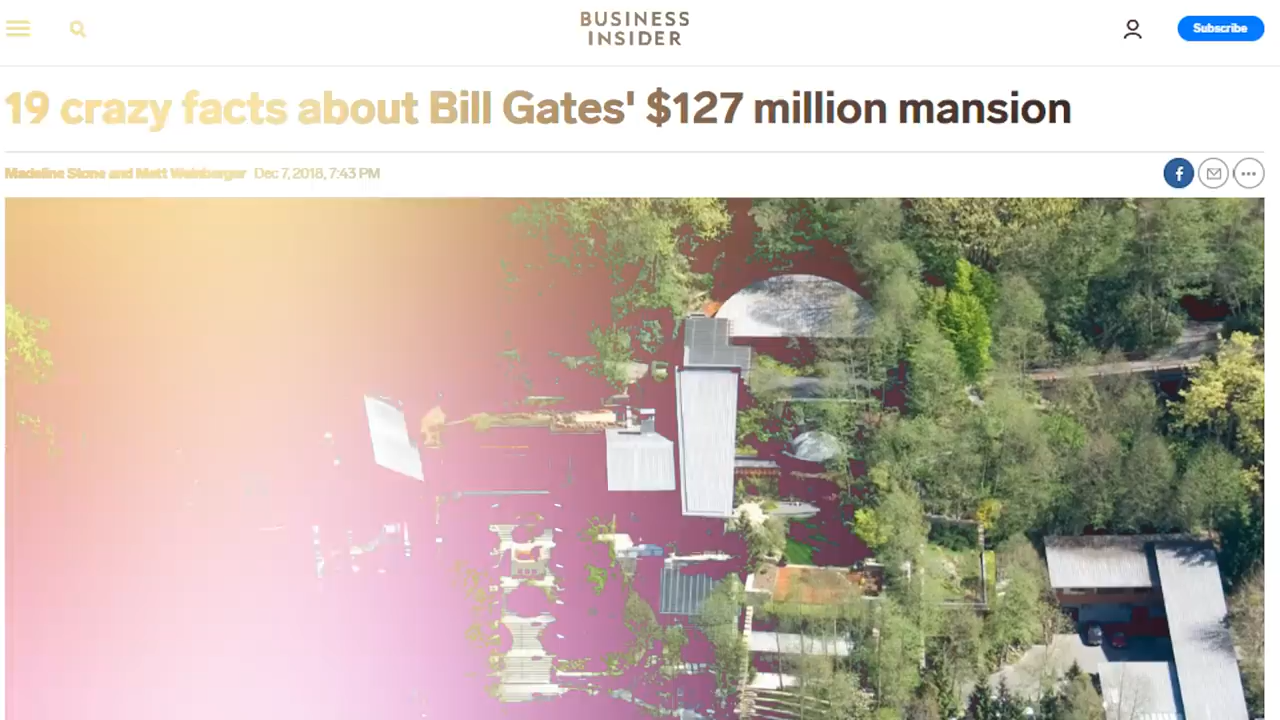 BUSINESS
INSIDER
Subscribe
19 crazy facts about Bill Gates' $127 million mansion
Madeline Stone and Matt Weinberger Dec 7, 2018, 7:43 PM